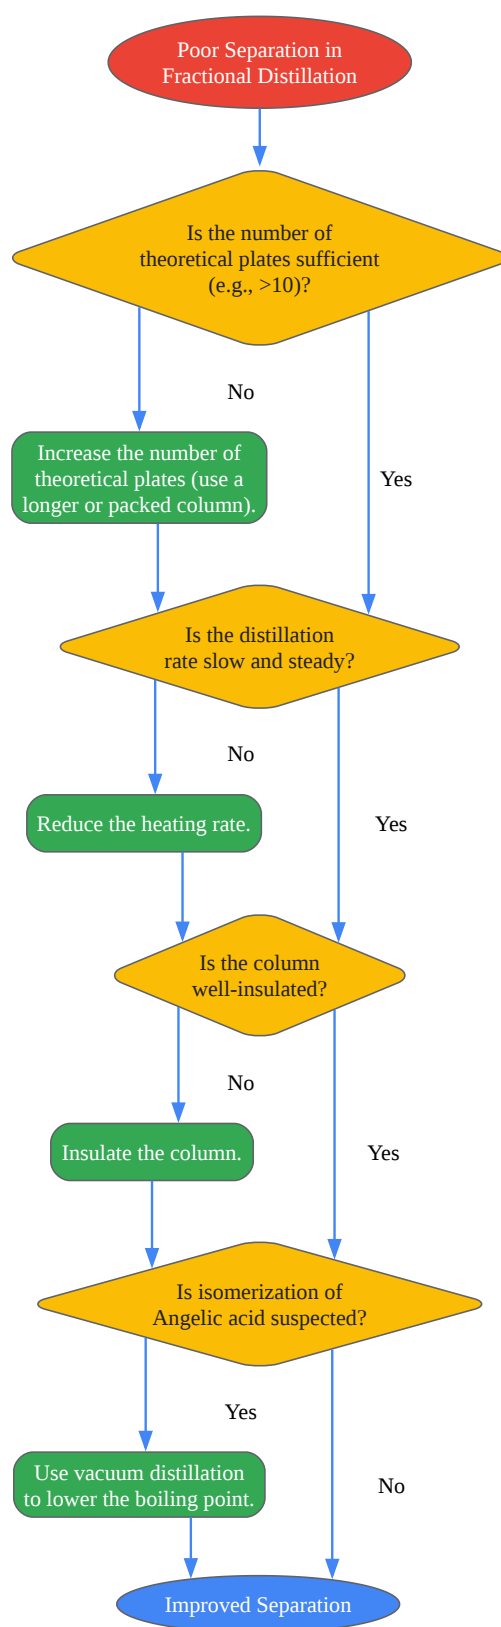 Poor Separation in
Fractional Distillation
Is the number of
theoretical plates sufficient
(e.g., >10)?
No
Increase the number of
theoretical plates (use a
longer or packed column).
Yes
Is the distillation
rate slow and steady?
No
Reduce the heating rate.
Yes
Is the column
well-insulated?
No
Insulate the column.
Yes
Is isomerization of
Angelic acid suspected?
Yes
Use vacuum distillation
to lower the boiling point.
No
Improved Separation